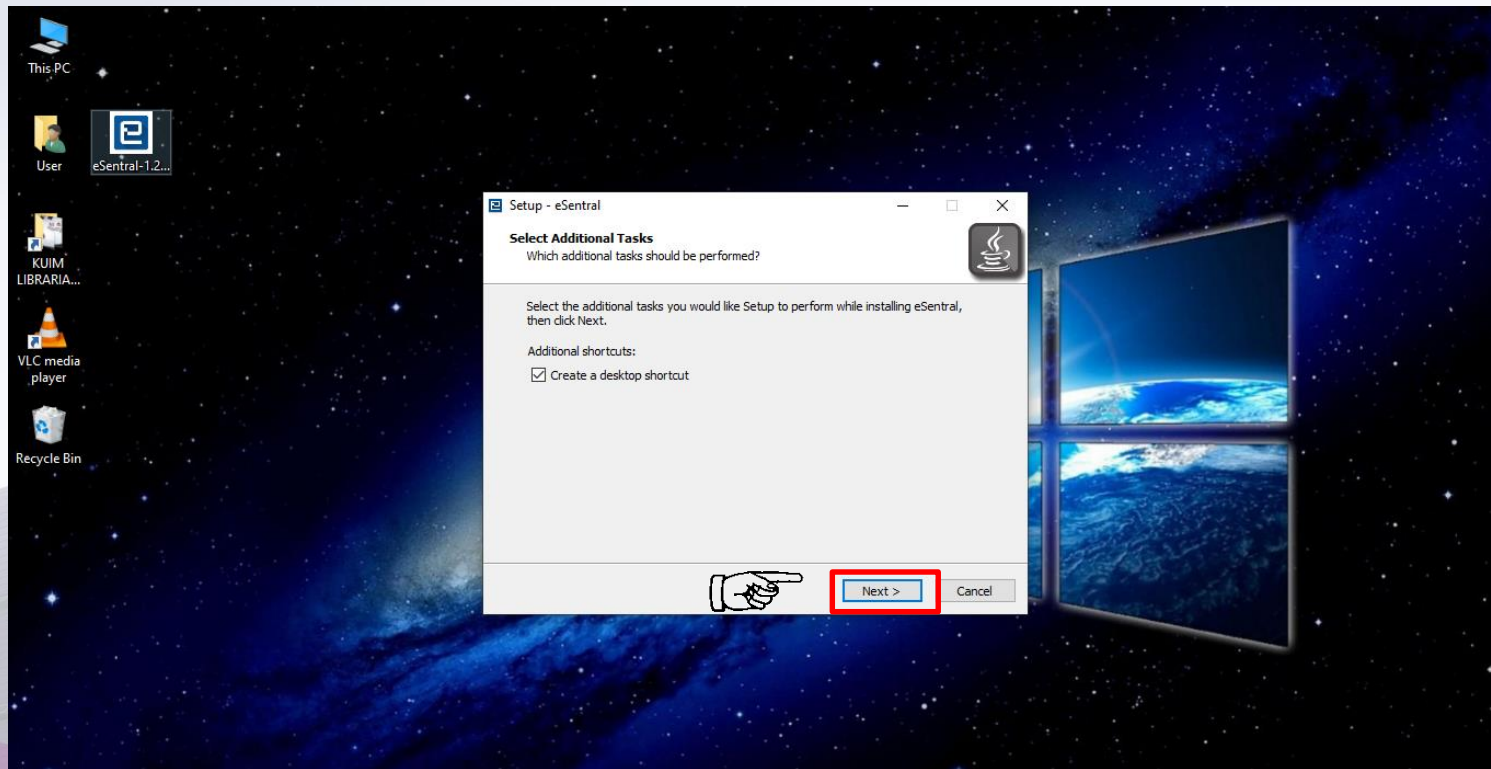 This PC
User
eSentral-1.2...
KUIM
LIBRARIA...
VLC media
player
Recycle Bin
Setup - eSentral
Select Additional Tasks
Which additional tasks should be performed?
Select the additional tasks you would like Setup to perform while installing eSentral,
then click Next.
Additional shortcuts:
Create a desktop shortcut
Next >
Cancel